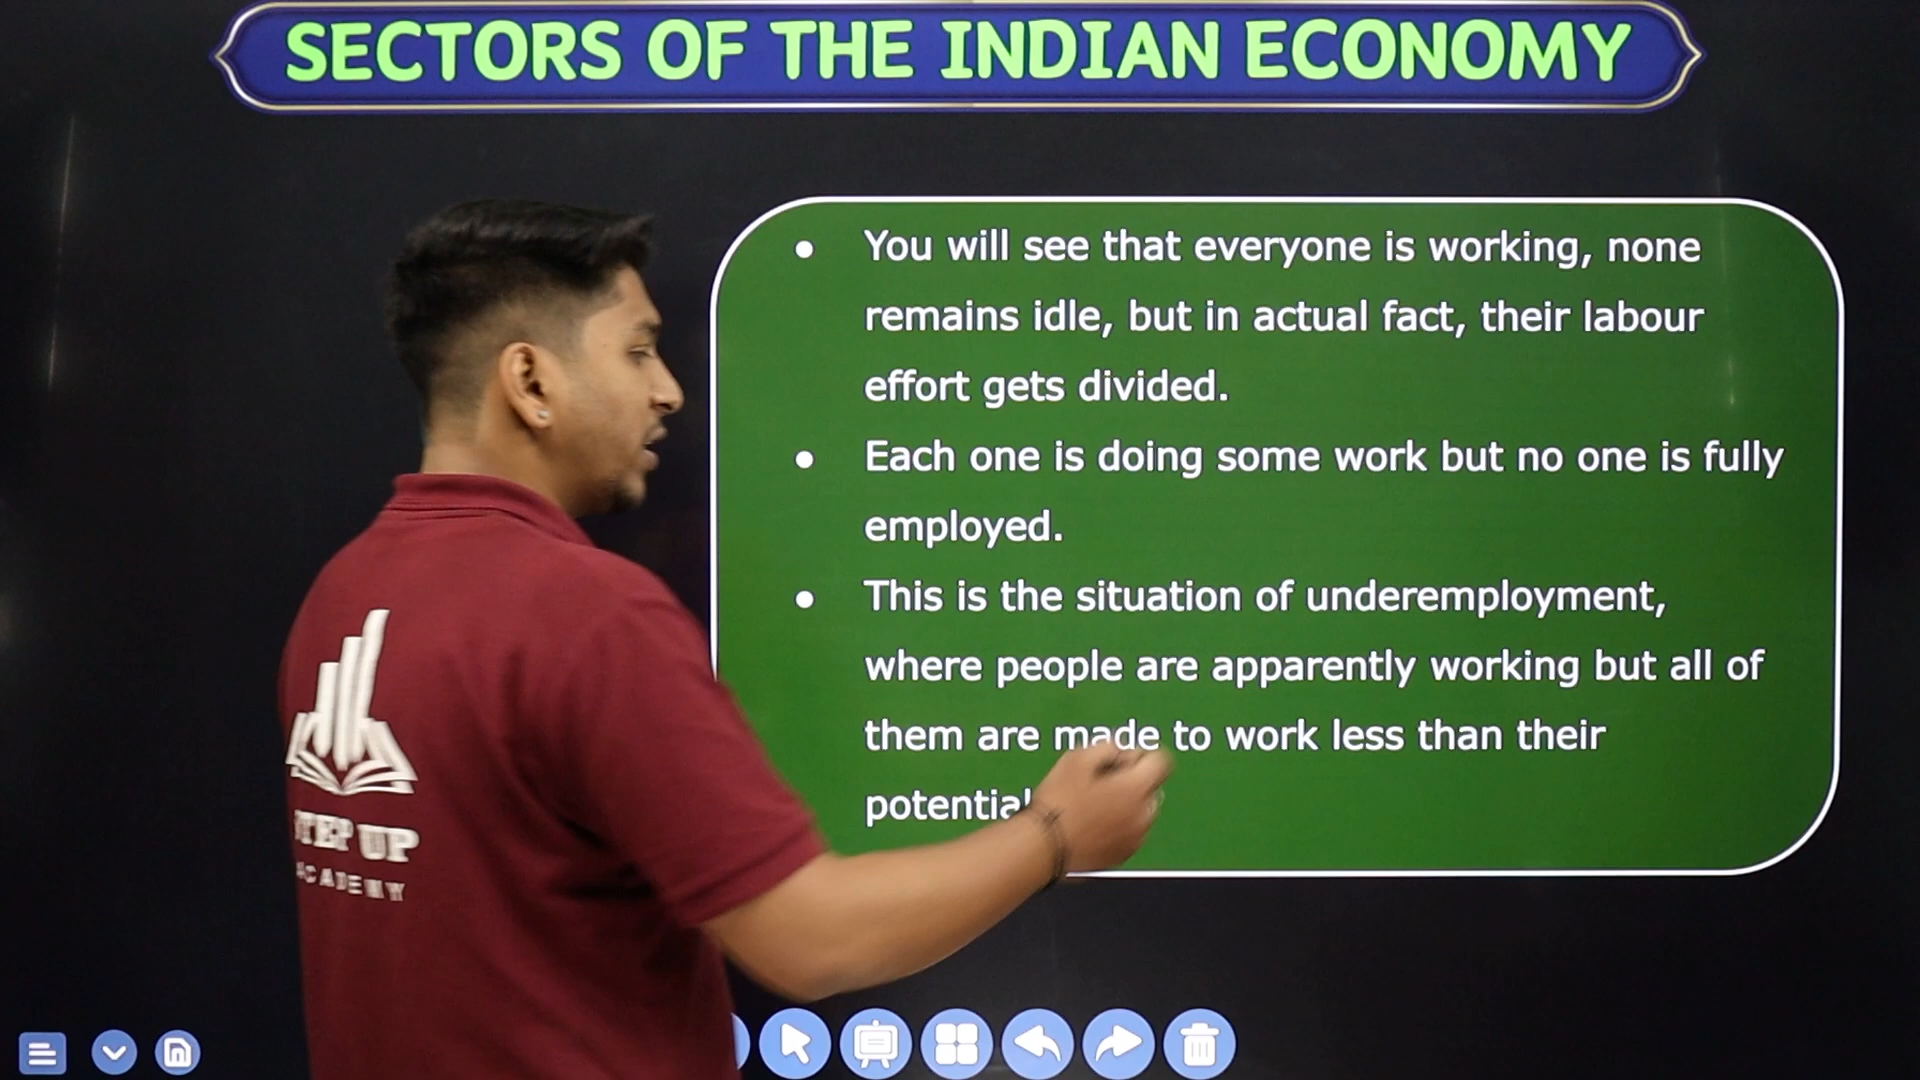 SECTORS OF THE INDIAN ECONOMY
• You will see that everyone is working, none
remains idle, but in actual fact, their labour
effort gets divided.
• Each one is doing some work but no one is fully
employed.
• This is the situation of underemployment,
where people are apparently working but all of
them are made to work less than their
potential
STEP UP
ACADEMY